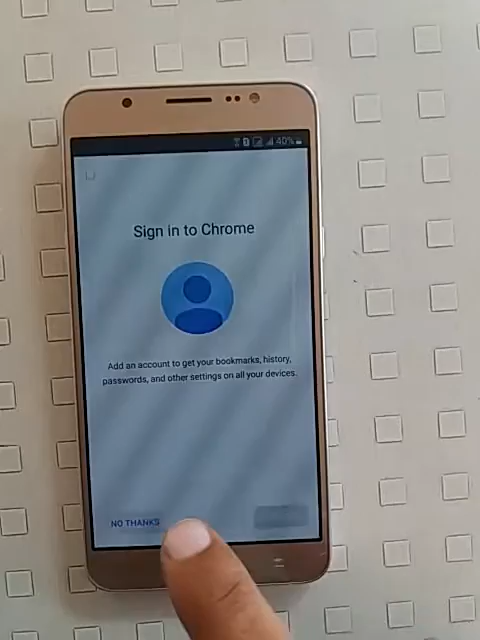 40%
Sign in to Chrome
Add an account to get your bookmarks, history,
passwords, and other settings on all your devices.
NO THANKS